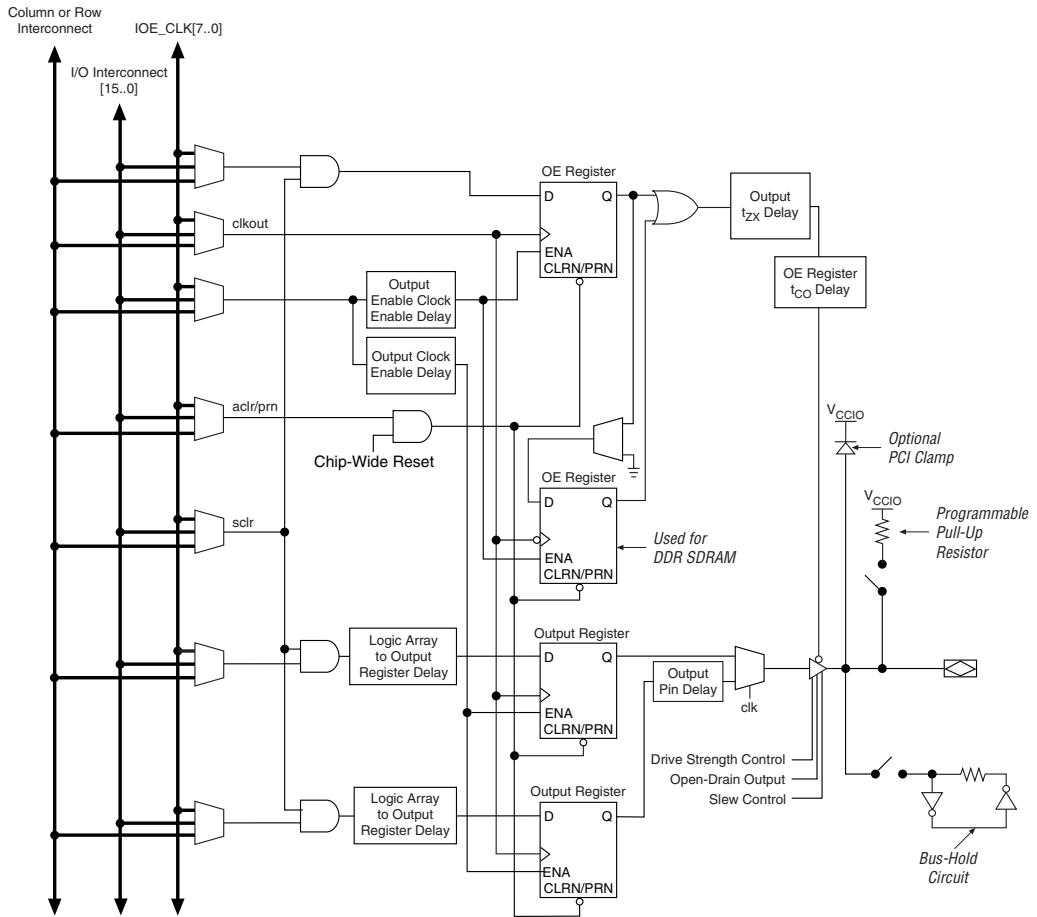 Column or Row
Interconnect
IOE_CLK[7..0]
I/O Interconnect
[15..0]
OE Register
D
Q
ENA
CLRN/PRN
Output
tZX Delay
OE Register
tCO Delay
clkout
Output
Enable Clock
Enable Delay
Output Clock
Enable Delay
aclr/prn
Chip-Wide Reset
VCCIO
Optional
PCI Clamp
OE Register
D
Q
ENA
CLRN/PRN
Used for
DDR SDRAM
VCCIO
Programmable
Pull-Up
Resistor
sclr
Logic Array
to Output
Register Delay
Output Register
D
Q
ENA
CLRN/PRN
Output
Pin Delay
clk
Drive Strength Control
Open-Drain Output
Slew Control
Logic Array
to Output
Register Delay
Output Register
D
Q
ENA
CLRN/PRN
Bus-Hold
Circuit